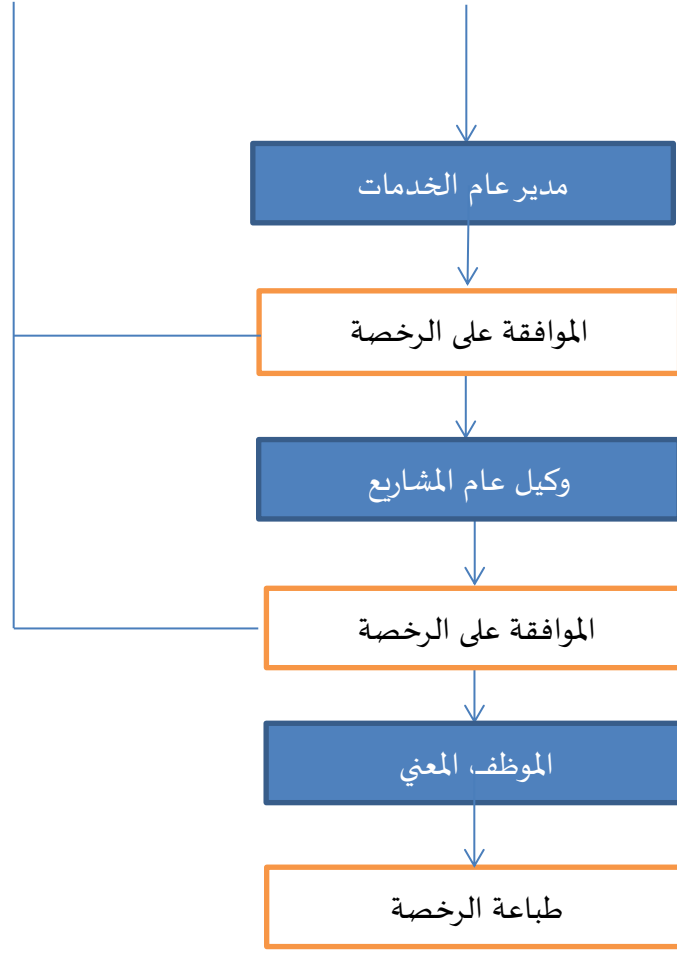 مدير عام الخدمات
الموافقة على الرخصة
وكيل عام المشاريع
الموافقة على الرخصة
الموظف المعني
طباعة الرخصة